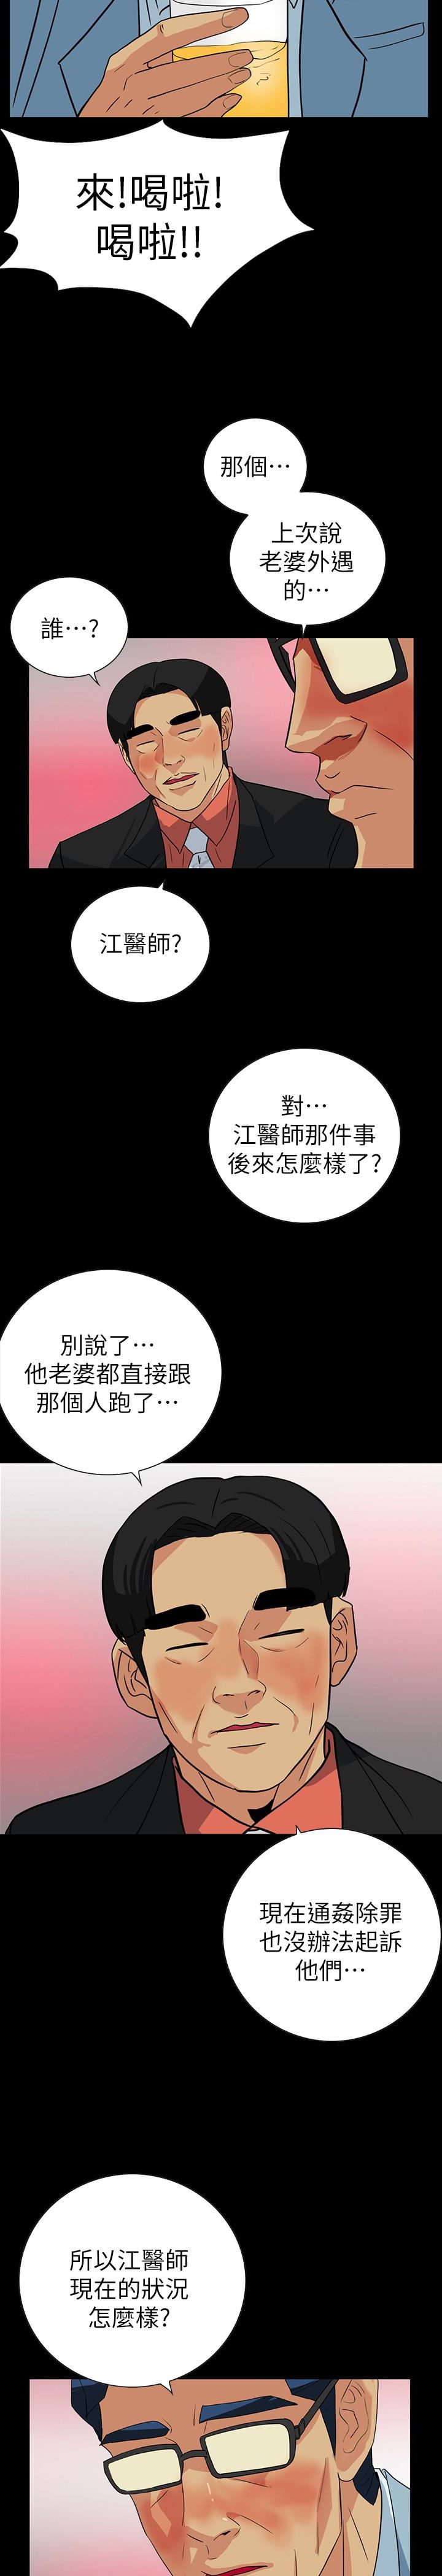 來!喝啦!
喝啦!!
那個⋯
上次說
老婆外遇
的⋯
誰⋯?
江醫師?
對⋯
江醫師那件事
後來怎麼樣了?
別說了⋯
他老婆都直接跟
那個人跑了⋯
現在通姦除罪
也沒辦法起訴
他們⋯
所以江醫師
現在的狀況
怎麼樣?